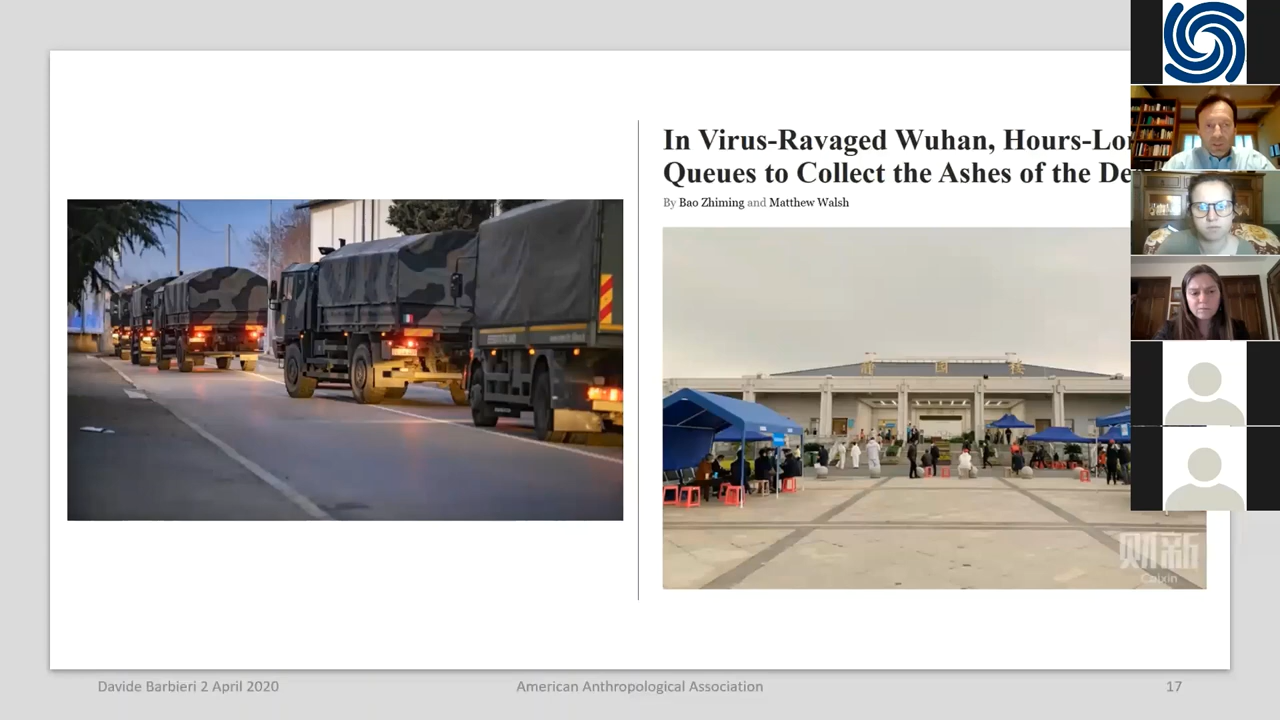 In Virus-Ravaged Wuhan, Hours-Lo
Queues to Collect the Ashes of the De
By Bao Zhiming and Matthew Walsh
财新
Caixin
Davide Barbieri 2 April 2020
American Anthropological Association
17